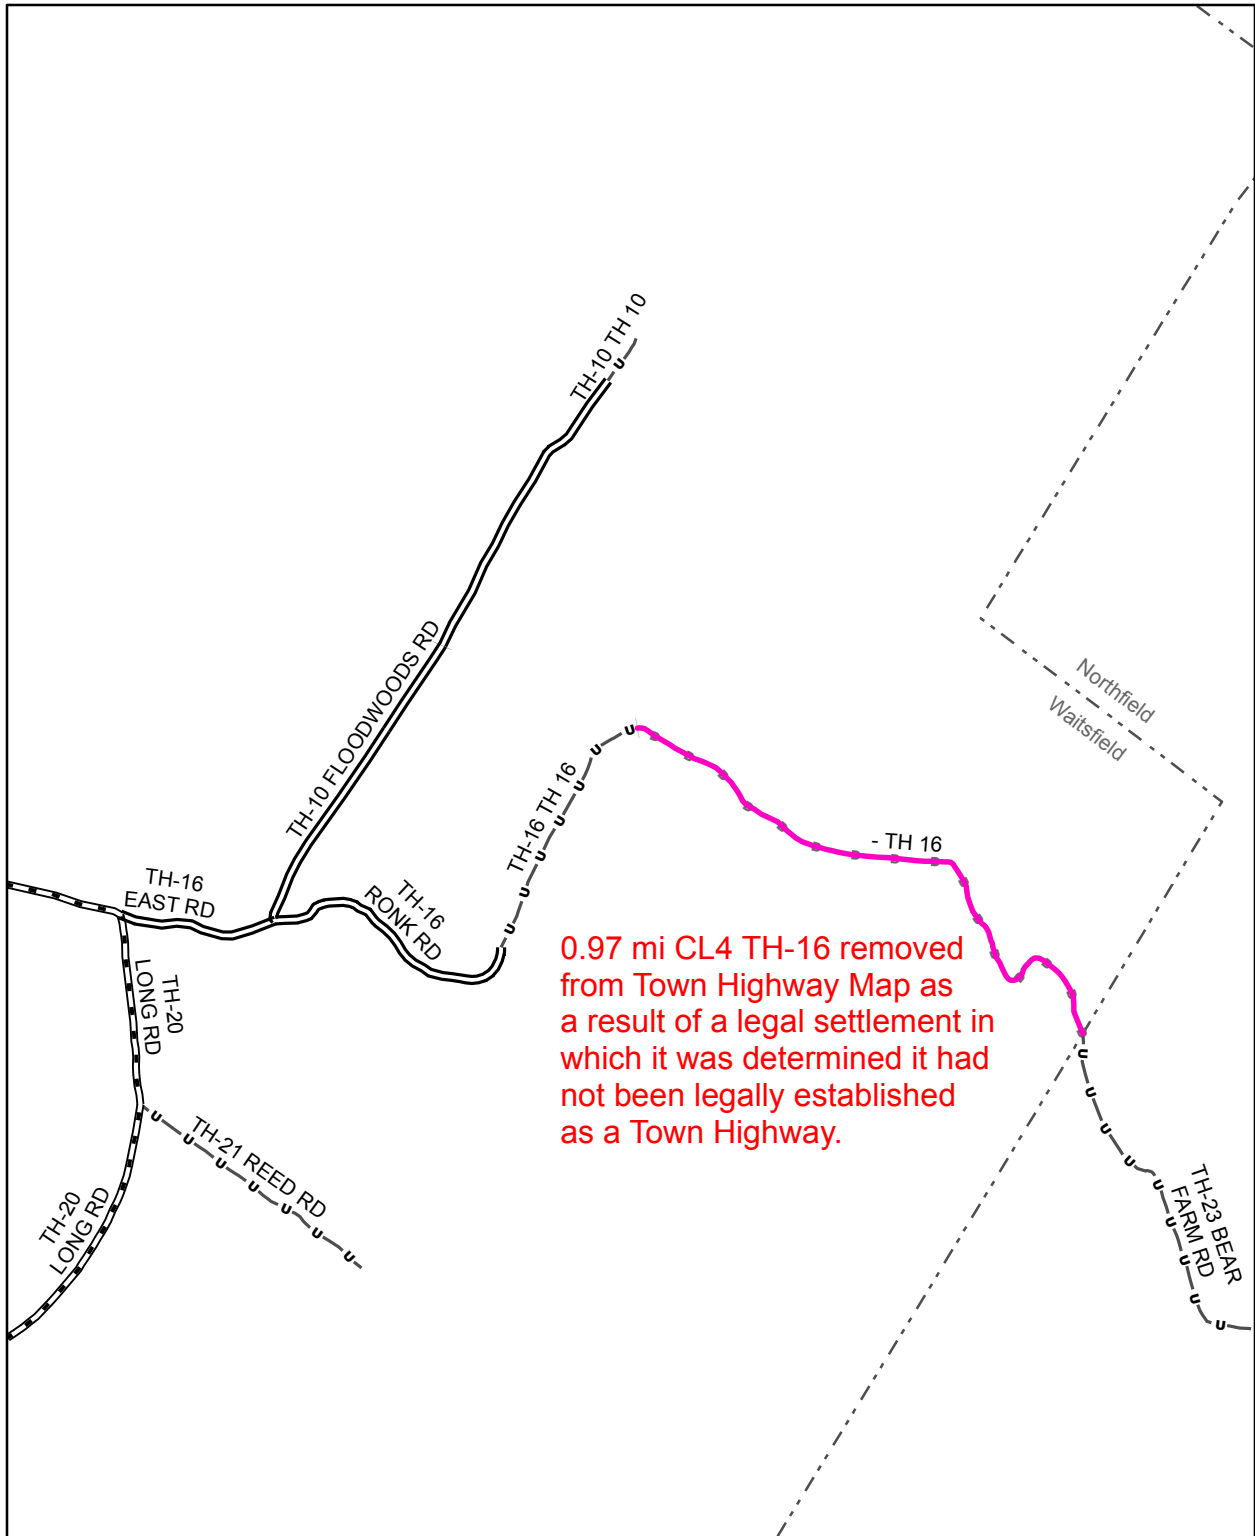 TH-10 TH 10
TH-10 FLOODWOODS RD
Northfield
Waitsfield
TH-16 TH 16
- TH 16
TH-16
EAST RD
TH-16
RONK RD
TH-20
LONG RD
0.97 mi CL4 TH-16 removed
from Town Highway Map as
a result of a legal settlement in
which it was determined it had
not been legally established
as a Town Highway.
TH-21 REED RD
TH-20
LONG RD
TH-23 BEAR
FARM RD